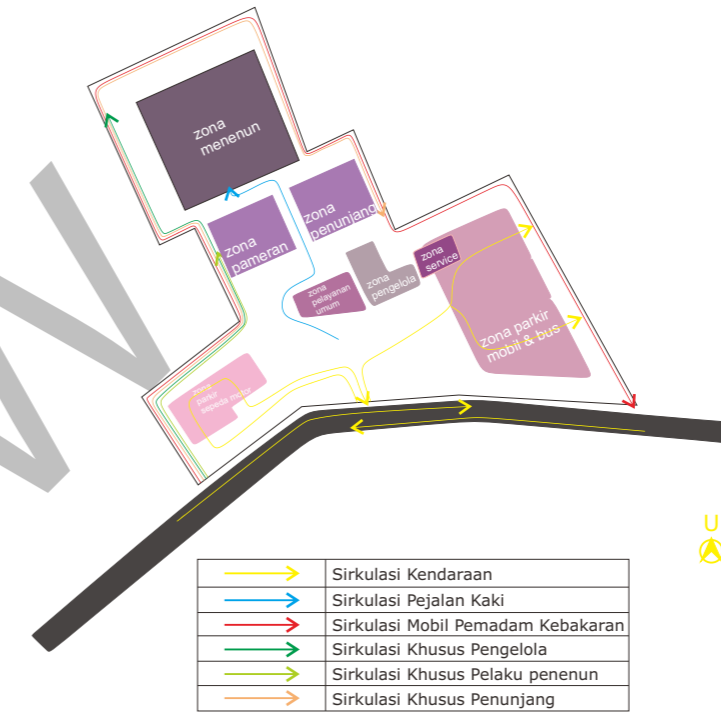 zona
menenun
zona
penunjang
zona
pameran
zona
service
zona
pengelola
zona
pelayanan
umum
zona parkir
mobil & bus
zona
parkir
sepeda motor
U
Sirkulasi Kendaraan
Sirkulasi Pejalan Kaki
Sirkulasi Mobil Pemadam Kebakaran
Sirkulasi Khusus Pengelola
Sirkulasi Khusus Pelaku penenun
Sirkulasi Khusus Penunjang